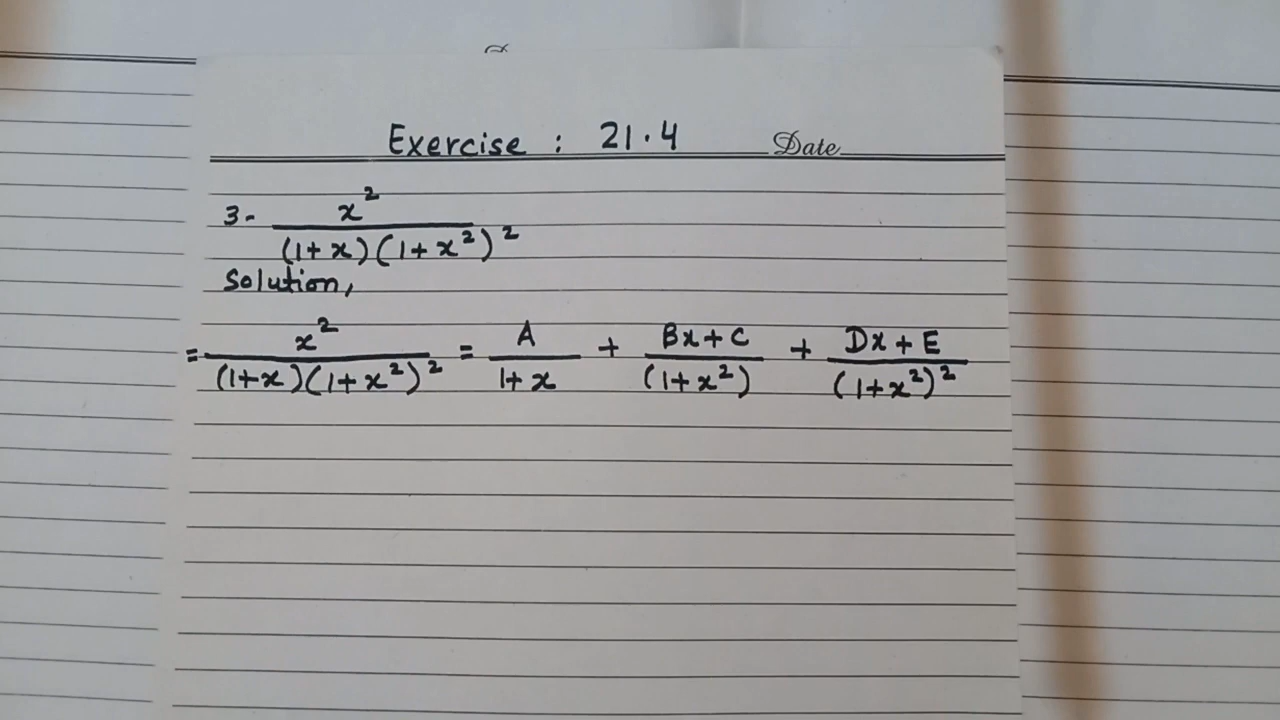 Exercise : 21.4 Date
3- x²/(1+x)(1+x²)²
Solution,
= x²/(1+x)(1+x²)² = A/1+x + Bx+C/(1+x²) + Dx+E/(1+x²)²